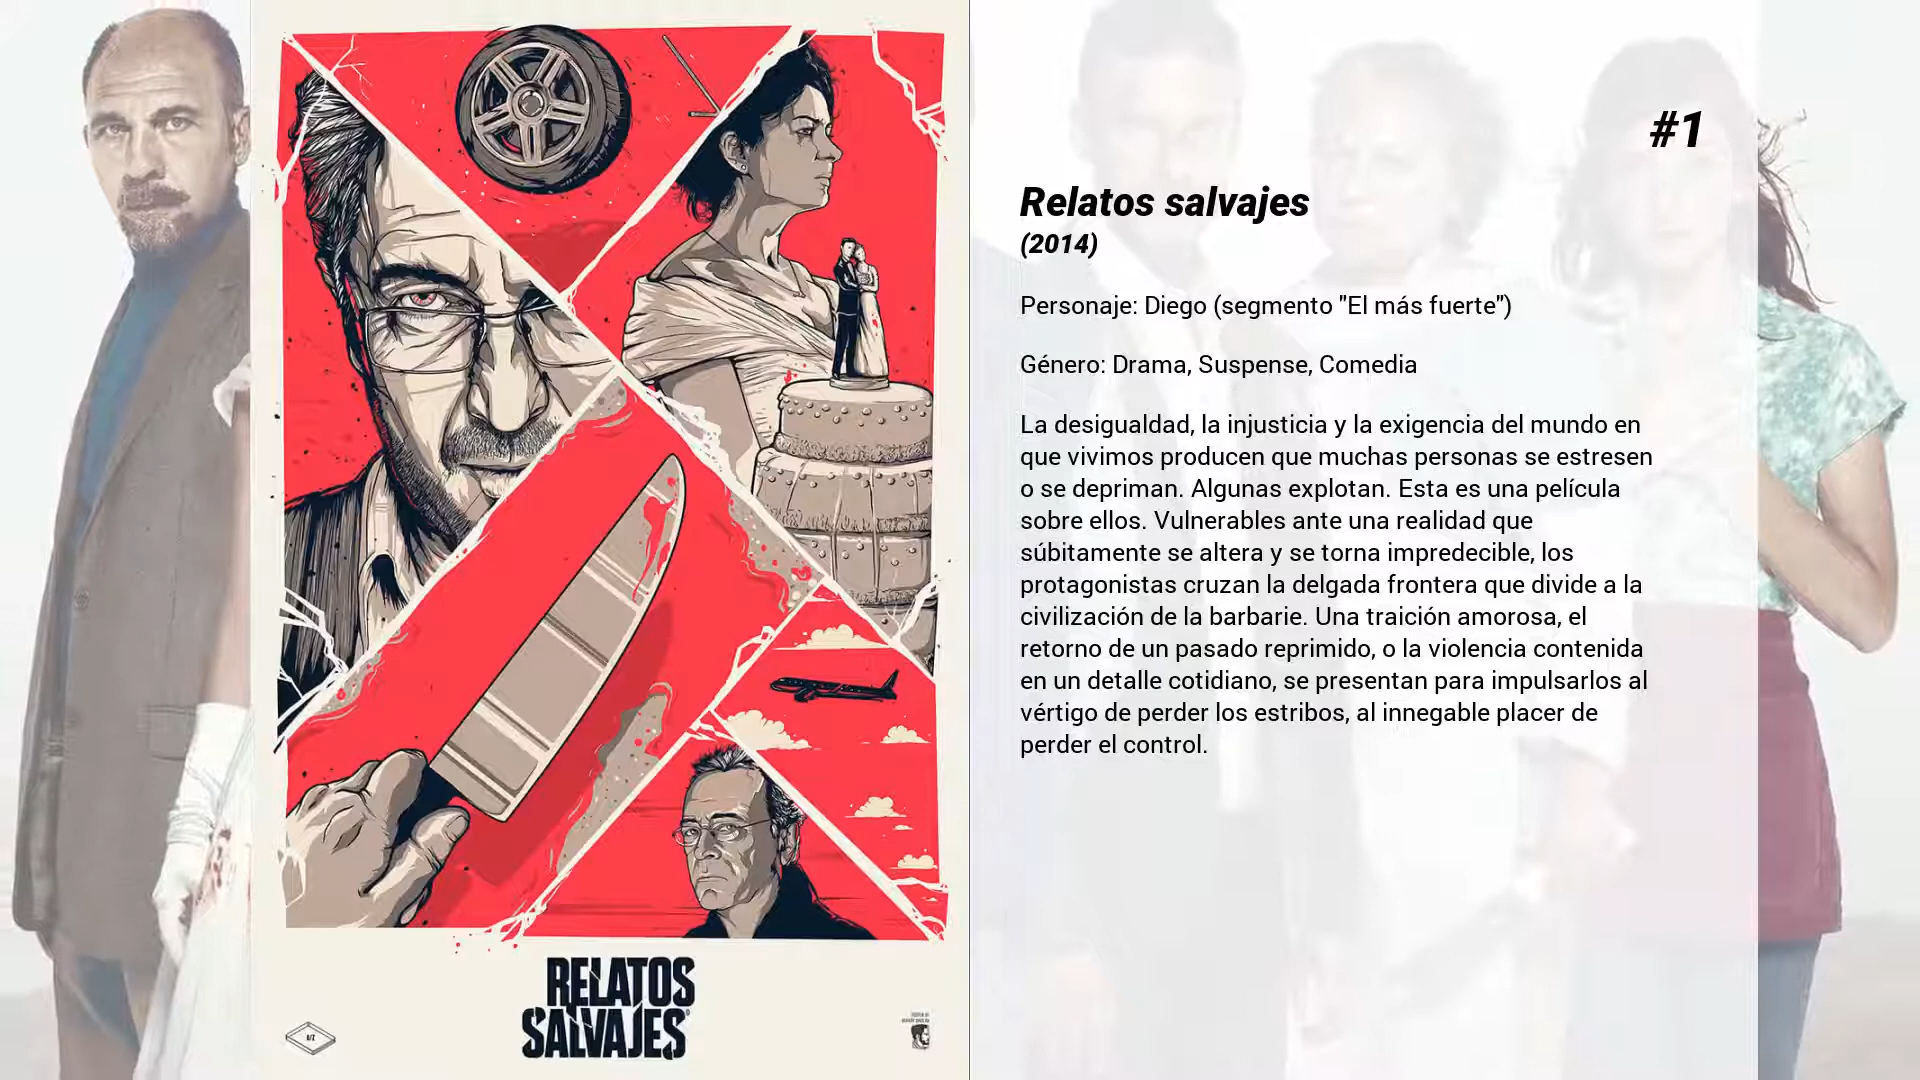 #1
Relatos salvajes
(2014)
Personaje: Diego (segmento "El más fuerte")
Género: Drama, Suspense, Comedia
La desigualdad, la injusticia y la exigencia del mundo en
que vivimos producen que muchas personas se estresen
o se depriman. Algunas explotan. Esta es una película
sobre ellos. Vulnerables ante una realidad que
súbitamente se altera y se torna impredecible, los
protagonistas cruzan la delgada frontera que divide a la
civilización de la barbarie. Una traición amorosa, el
retorno de un pasado reprimido, o la violencia contenida
en un detalle cotidiano, se presentan para impulsarlos al
vértigo de perder los estribos, al innegable placer de
perder el control.
RELATOS
SALVAJES